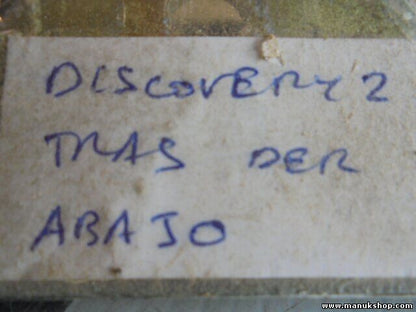 DISCOVERY 2
TRAS DER
ABAJO
www.manukshop.com